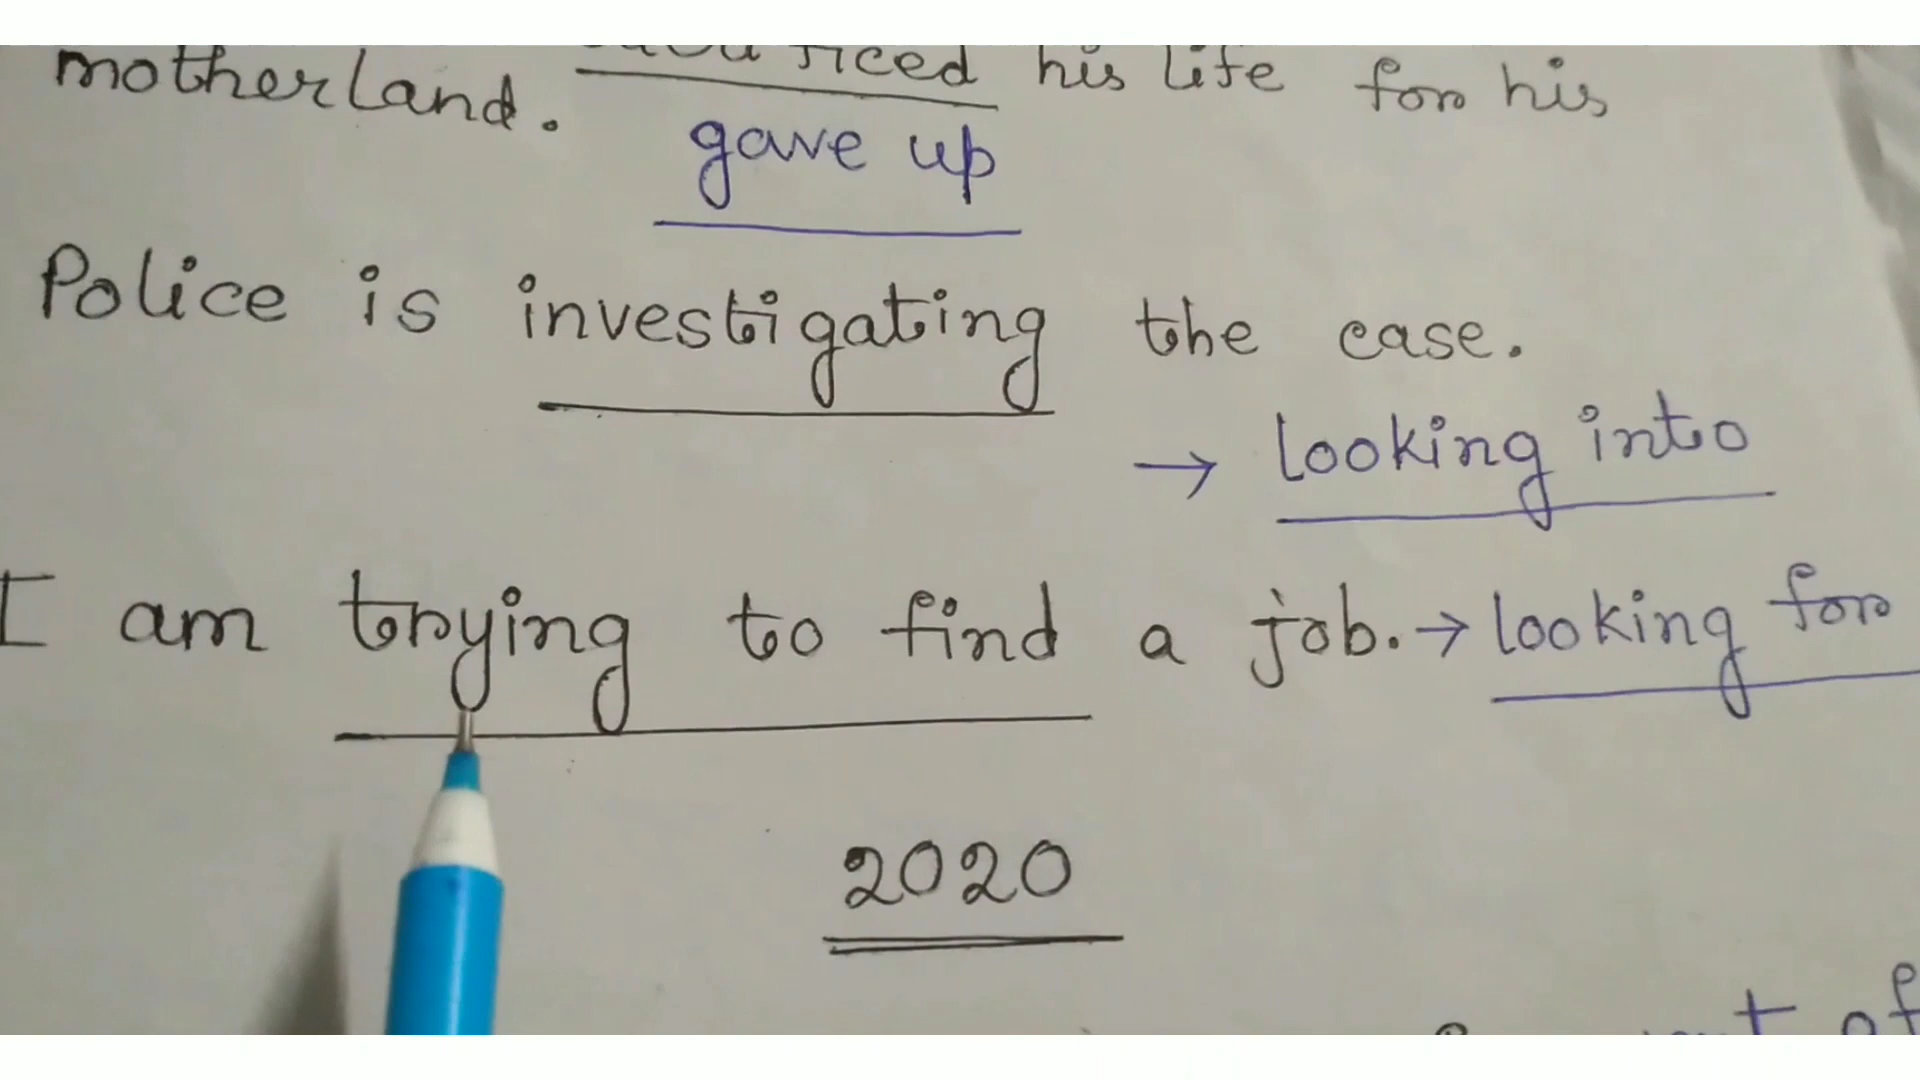 his life for his
motherland.
gave up
Police is investigating the case.
→ looking into
I am trying to find a job. → looking for
2020